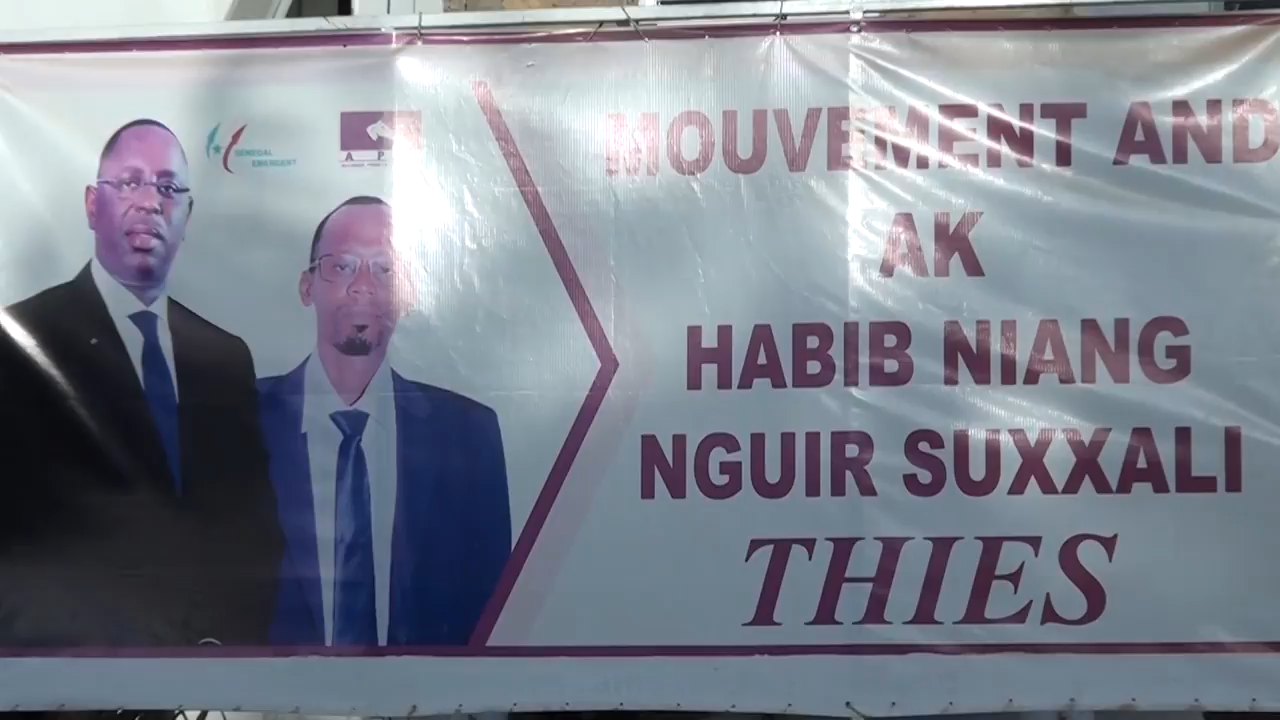 SENEGAL
EMERGENT
A P
MOUVEMENT AND
AK
HABIB NIANG
NGUIR SUXXALI
THIES